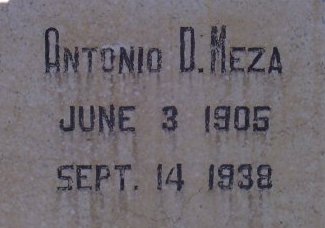 ANTONIO D. MEZA
JUNE 3 1905
SEPT. 14 1938